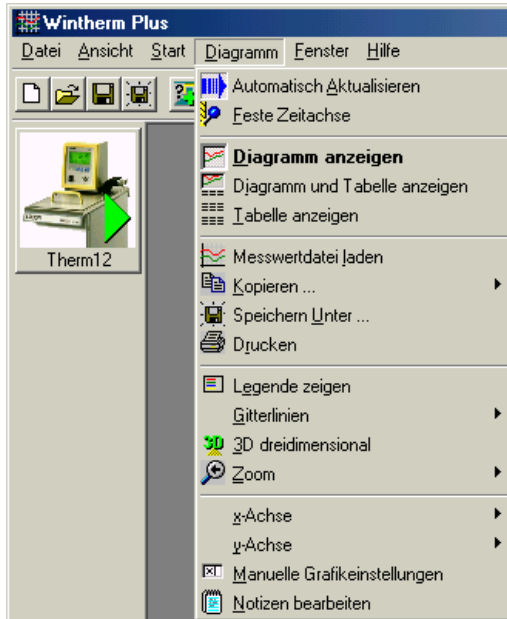 Wintherm Plus
Datei Ansicht Start Diagramm Fenster Hilfe
Automatisch Aktualisieren
Feste Zeitachse
Diagramm anzeigen
Diagramm und Tabelle anzeigen
Tabelle anzeigen
Therm12
Messwertdatei laden
Kopieren ...
Speichern Unter ...
Drucken
Legende zeigen
Gitterlinien
3D 3D dreidimensional
Zoom
x-Achse
y-Achse
Manuelle Grafikeinstellungen
Notizen bearbeiten